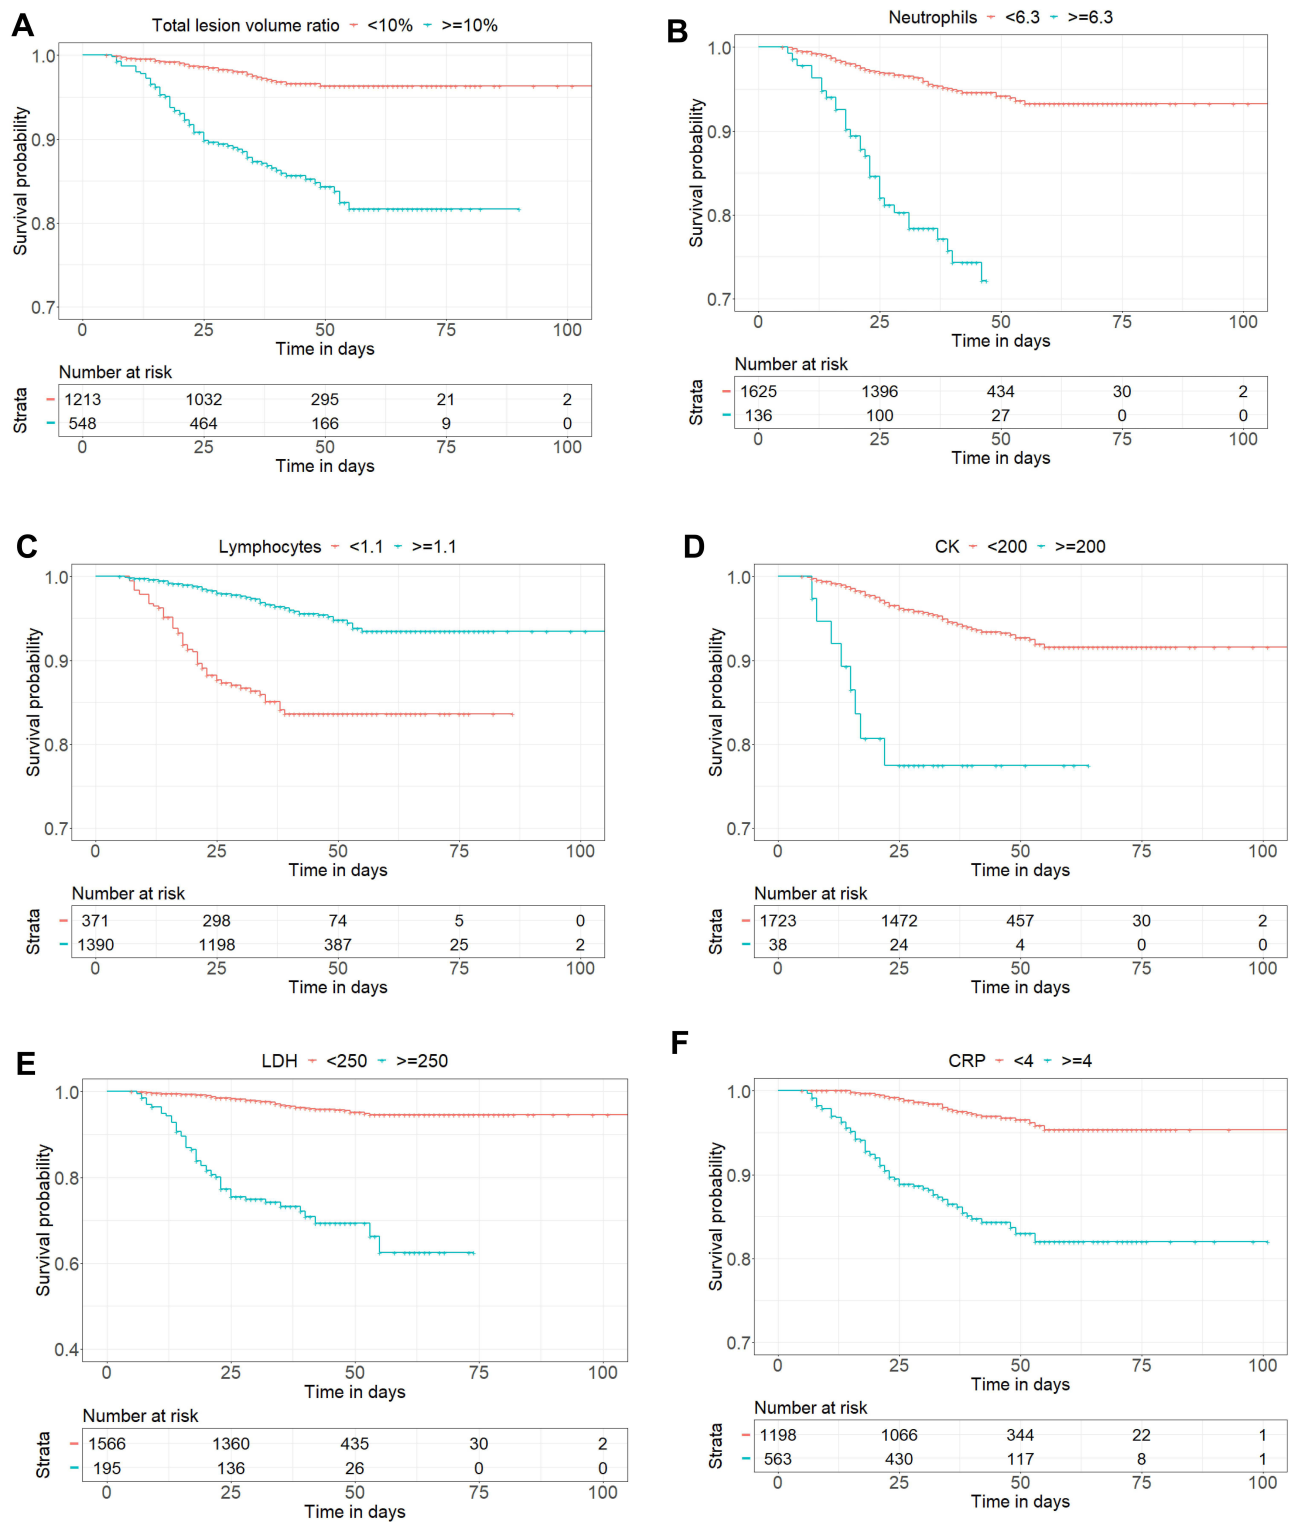 A
Total lesion volume ratio <10% >=10%
Survival probability
1.0
0.9
0.8
0.7
0 25 50 75 100
Time in days
Number at risk
Strata
1213 1032 295 21 2
548 464 166 9 0
0 25 50 75 100
Time in days
B
Neutrophils <6.3 >=6.3
Survival probability
1.0
0.9
0.8
0.7
0 25 50 75 100
Time in days
Number at risk
Strata
1625 1396 434 30 2
136 100 27 0 0
0 25 50 75 100
Time in days
C
Lymphocytes <1.1 >=1.1
Survival probability
1.0
0.9
0.8
0.7
0 25 50 75 100
Time in days
Number at risk
Strata
371 298 74 5 0
1390 1198 387 25 2
0 25 50 75 100
Time in days
D
CK <200 >=200
Survival probability
1.0
0.9
0.8
0.7
0 25 50 75 100
Time in days
Number at risk
Strata
1723 1472 457 30 2
38 24 4 0 0
0 25 50 75 100
Time in days
E
LDH <250 >=250
Survival probability
1.0
0.8
0.6
0.4
0 25 50 75 100
Time in days
Number at risk
Strata
1566 1360 435 30 2
195 136 26 0 0
0 25 50 75 100
Time in days
F
CRP <4 >=4
Survival probability
1.0
0.9
0.8
0.7
0 25 50 75 100
Time in days
Number at risk
Strata
1198 1066 344 22 1
563 430 117 8 1
0 25 50 75 100
Time in days